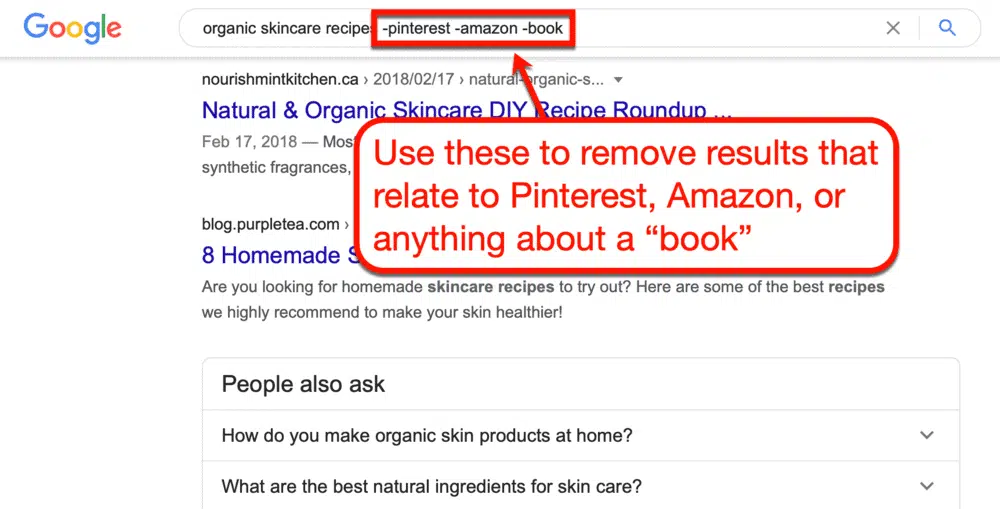 Google
organic skincare recipes -pinterest -amazon -book
nourishmintkitchen.ca › 2018/02/17 › natural-organic-s...
Natural & Organic Skincare DIY Recipe Roundup ...
Feb 17, 2018 — Mos
synthetic fragrances,
Use these to remove results that
relate to Pinterest, Amazon, or
anything about a “book”
blog.purpletea.com ›
8 Homemade S
Are you looking for homemade skincare recipes to try out? Here are some of the best recipes
we highly recommend to make your skin healthier!
People also ask
How do you make organic skin products at home?
What are the best natural ingredients for skin care?